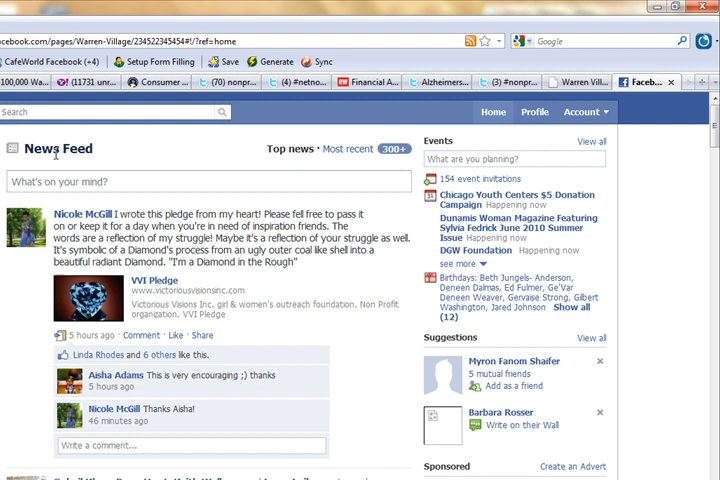 acebook.com/pages/Warren-Village/234522345454#!/?ref=home
Google
CafeWorld Facebook (+4)
Setup Form Filling
Save
Generate
Sync
100,000 Wa...
(11731 unr...
Consumer ...
(70) nonpr...
(4) #netno...
Financial A...
Alzheimers...
(3) #nonpr...
Warren Vill...
Faceb...
Search
Home
Profile
Account
News Feed
Top news · Most recent 300+
What's on your mind?
Nicole McGill I wrote this pledge from my heart! Please fell free to pass it
on or keep it for a day when you're in need of inspiration friends. The
words are a reflection of my struggle! Maybe it's a reflection of your struggle as well.
It's symbolic of a Diamond's process from an ugly outer coal like shell into a
beautiful radiant Diamond. "I'm a Diamond in the Rough"
VVI Pledge
www.victoriousvisionsinc.com
Victorious Visions Inc. girl & women's outreach foundation. Non Profit
organization. VVI pledge
5 hours ago · Comment · Like · Share
Linda Rhodes and 6 others like this.
Aisha Adams This is very encouraging ;) thanks
5 hours ago
Nicole McGill Thanks Aisha!
46 minutes ago
Write a comment...
Events
View all
What are you planning?
154 event invitations
Chicago Youth Centers $5 Donation
Campaign Happening now
Dunamis Woman Magazine Featuring
Sylvia Fedrick June 2010 Summer
Issue Happening now
DGW Foundation Happening now
see more
Birthdays: Beth Jungels- Anderson,
Deneen Dalmas, Ed Fulmer, Ge'Var
Deneen Weaver, Gervaise Strong, Gilbert
Washington, Jared Johnson Show all
(12)
Suggestions
View all
Myron Fanom Shaifer
5 mutual friends
Add as a friend
Barbara Rosser
Write on their Wall
Sponsored
Create an Advert